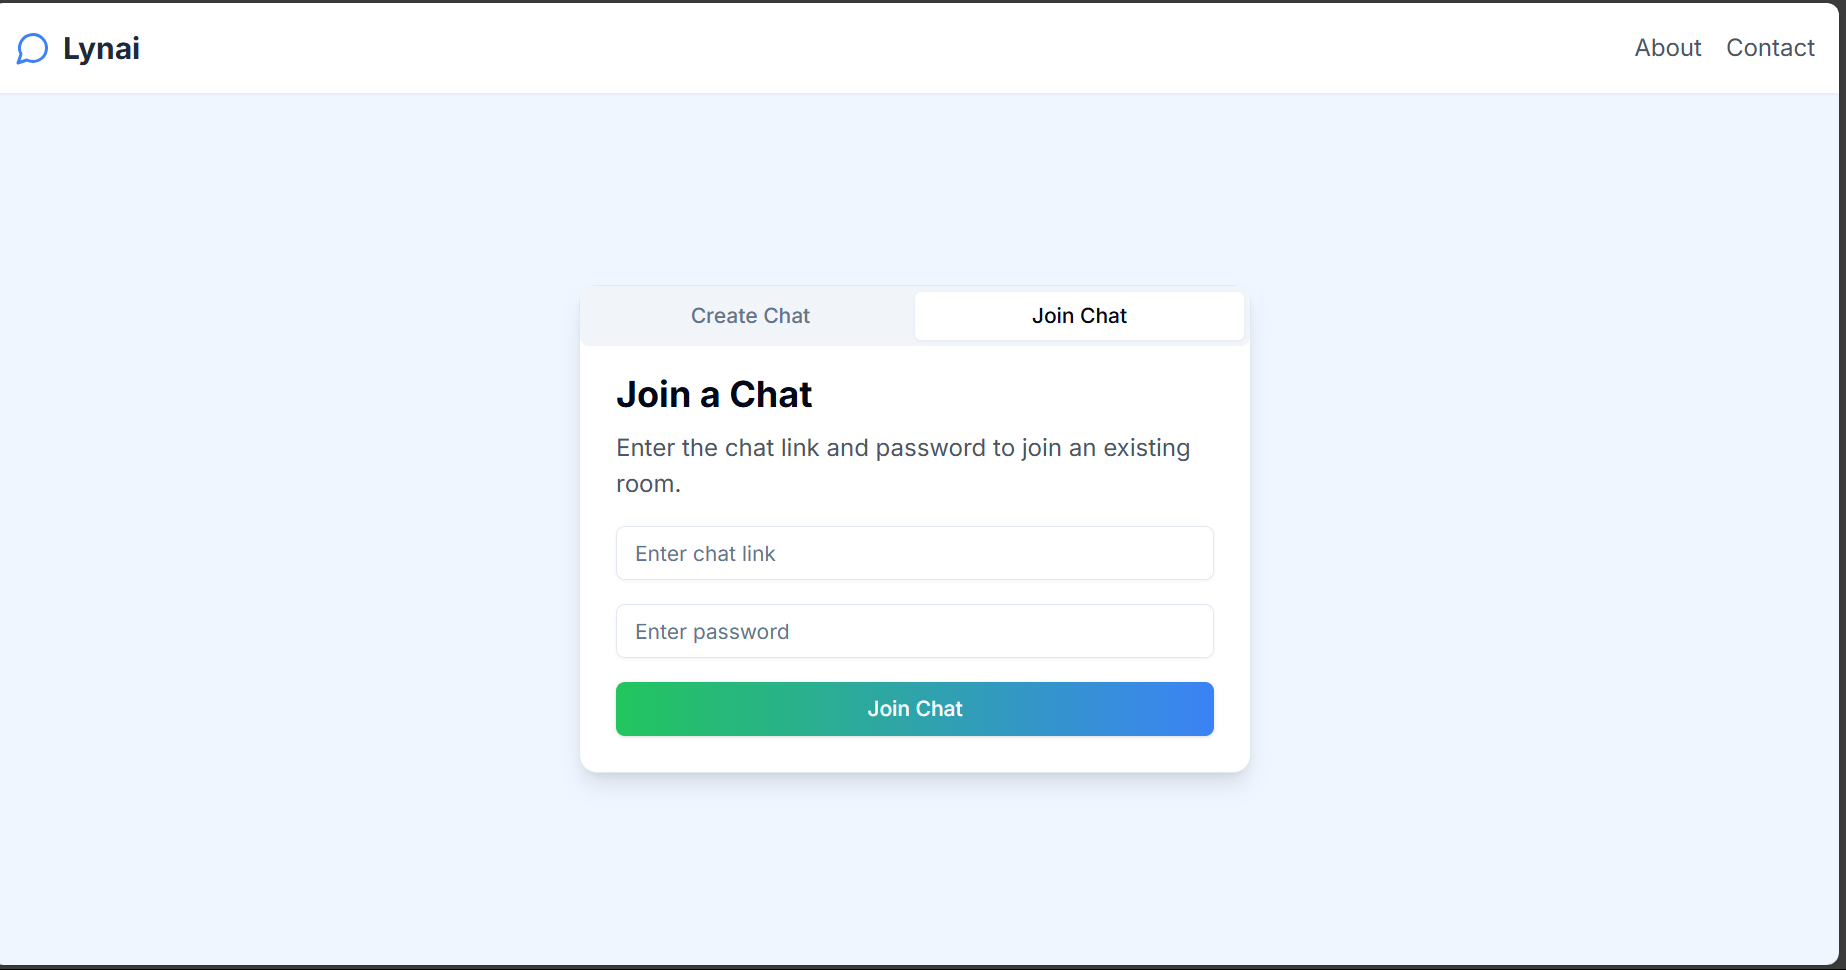 Lynai
About Contact
Create Chat
Join Chat
Join a Chat
Enter the chat link and password to join an existing
room.
Enter chat link
Enter password
Join Chat